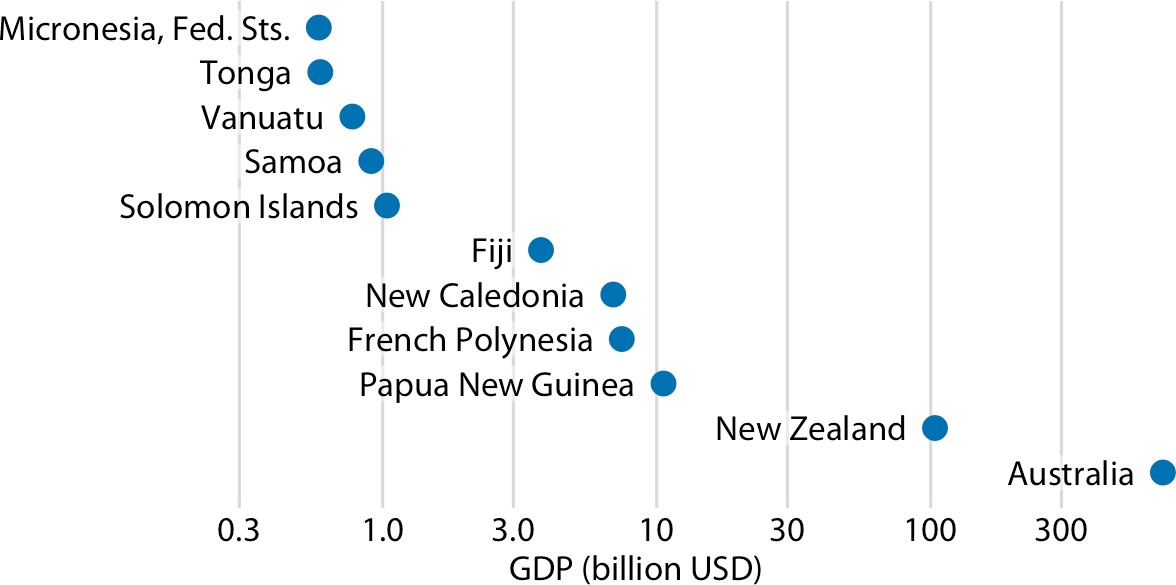 Micronesia, Fed. Sts.
Tonga
Vanuatu
Samoa
Solomon Islands
Fiji
New Caledonia
French Polynesia
Papua New Guinea
New Zealand
Australia
0.3 1.0 3.0 10 30 100 300
GDP (billion USD)